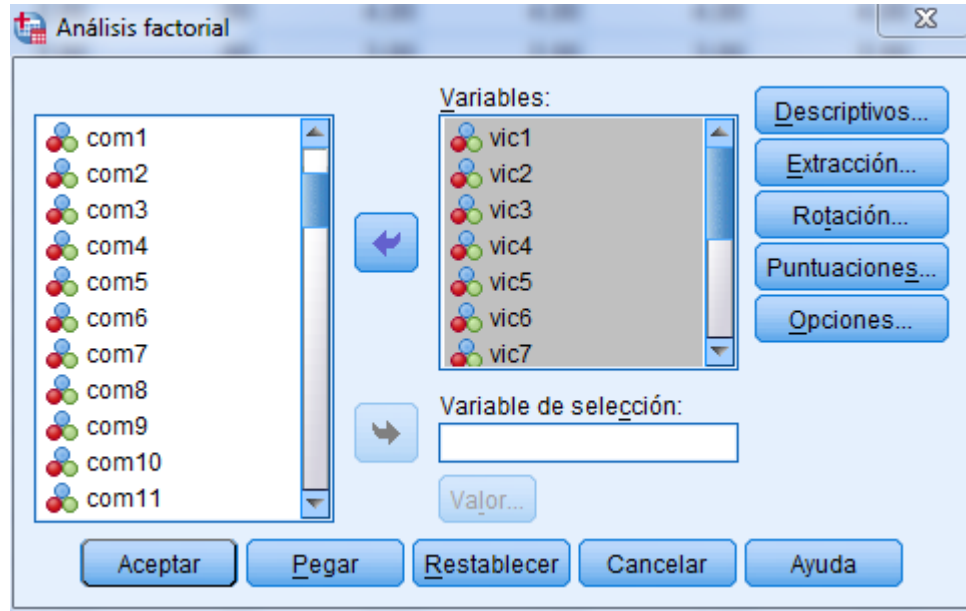 Análisis factorial
com1
com2
com3
com4
com5
com6
com7
com8
com9
com10
com11
Variables:
vic1
vic2
vic3
vic4
vic5
vic6
vic7
Variable de selección:
Valor...
Descriptivos...
Extracción...
Rotación...
Puntuaciones...
Opciones...
Aceptar
Pegar
Restablecer
Cancelar
Ayuda